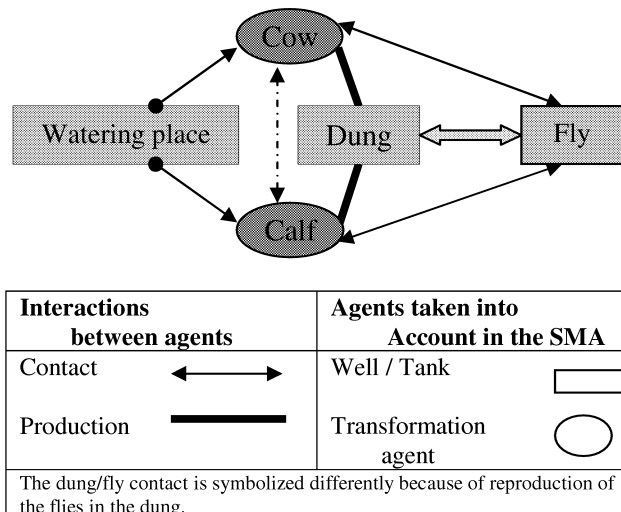 Cow
Watering place
Dung
Fly
Calf
Interactions
between agents
Agents taken into
Account in the SMA
Contact
Well / Tank
Production
Transformation
agent
The dung/fly contact is symbolized differently because of reproduction of
the flies in the dung.